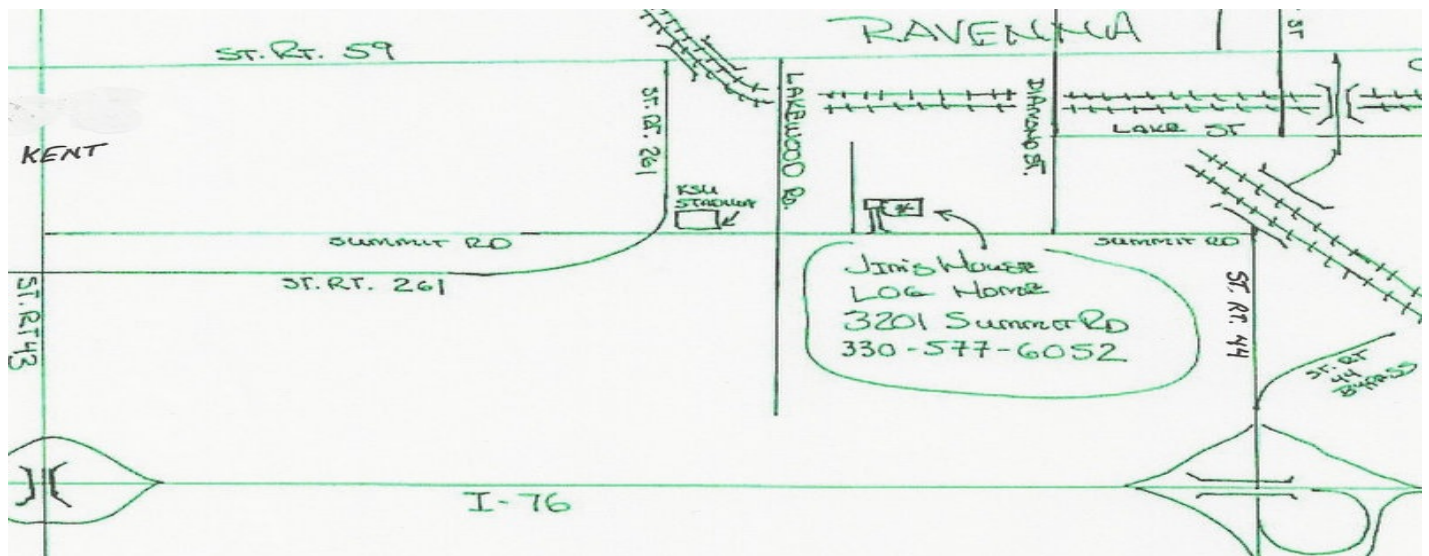 RAVENNA
ST. RT. 59
ST
ST. RT. 261
LAKEWOOD RD.
DIAMOND ST.
LAKE ST
KENT
KSU
STADIUM
SUMMIT RD
SUMMIT RD
ST. RT. 261
ST. RT 43
JIM'S HOUSE
LOG HOME
3201 SUMMIT RD
330-577-6052
ST. RT. 44
ST. RT
44
BYPASS
I-76